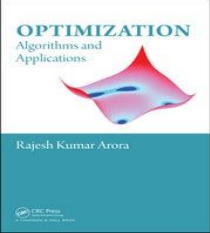 OPTIMIZATION
Algorithms and
Applications
Rajesh Kumar Arora
CRC Press